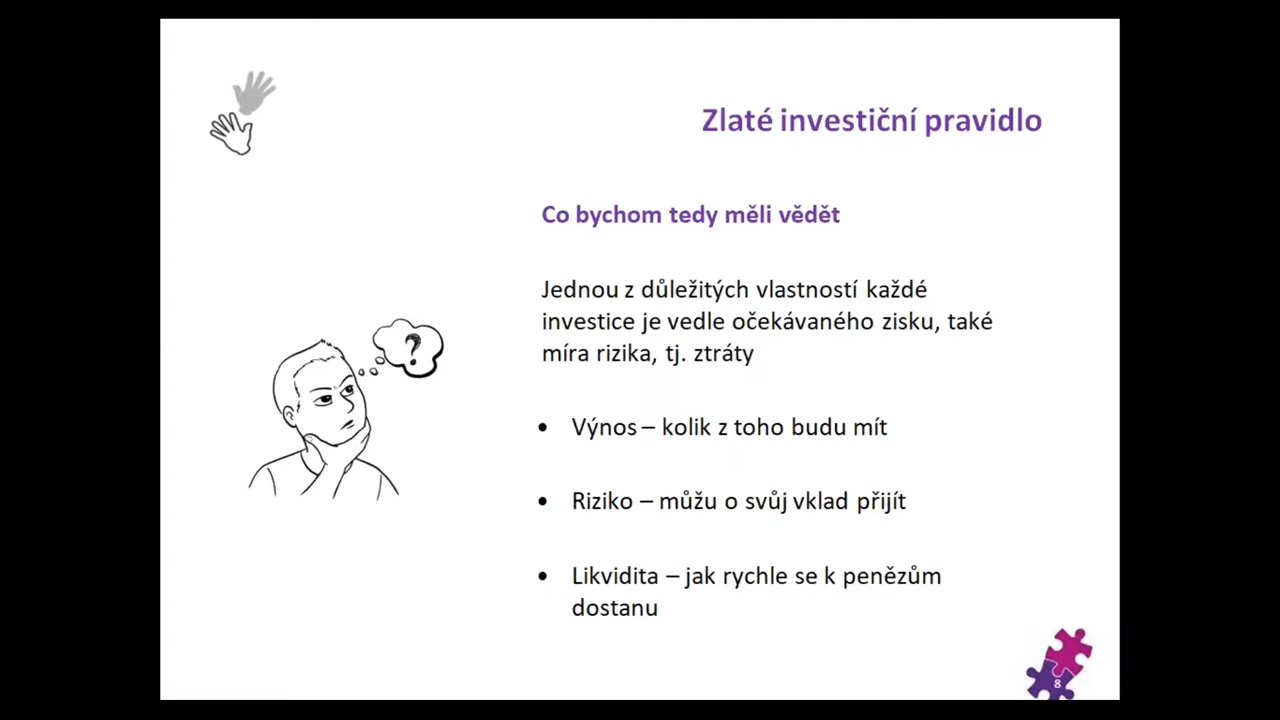 Zlaté investiční pravidlo
Co bychom tedy měli vědět
Jednou z důležitých vlastností každé
investice je vedle očekávaného zisku, také
míra rizika, tj. ztráty
• Výnos – kolik z toho budu mít
• Riziko – můžu o svůj vklad přijít
• Likvidita – jak rychle se k penězům
dostanu
?
8